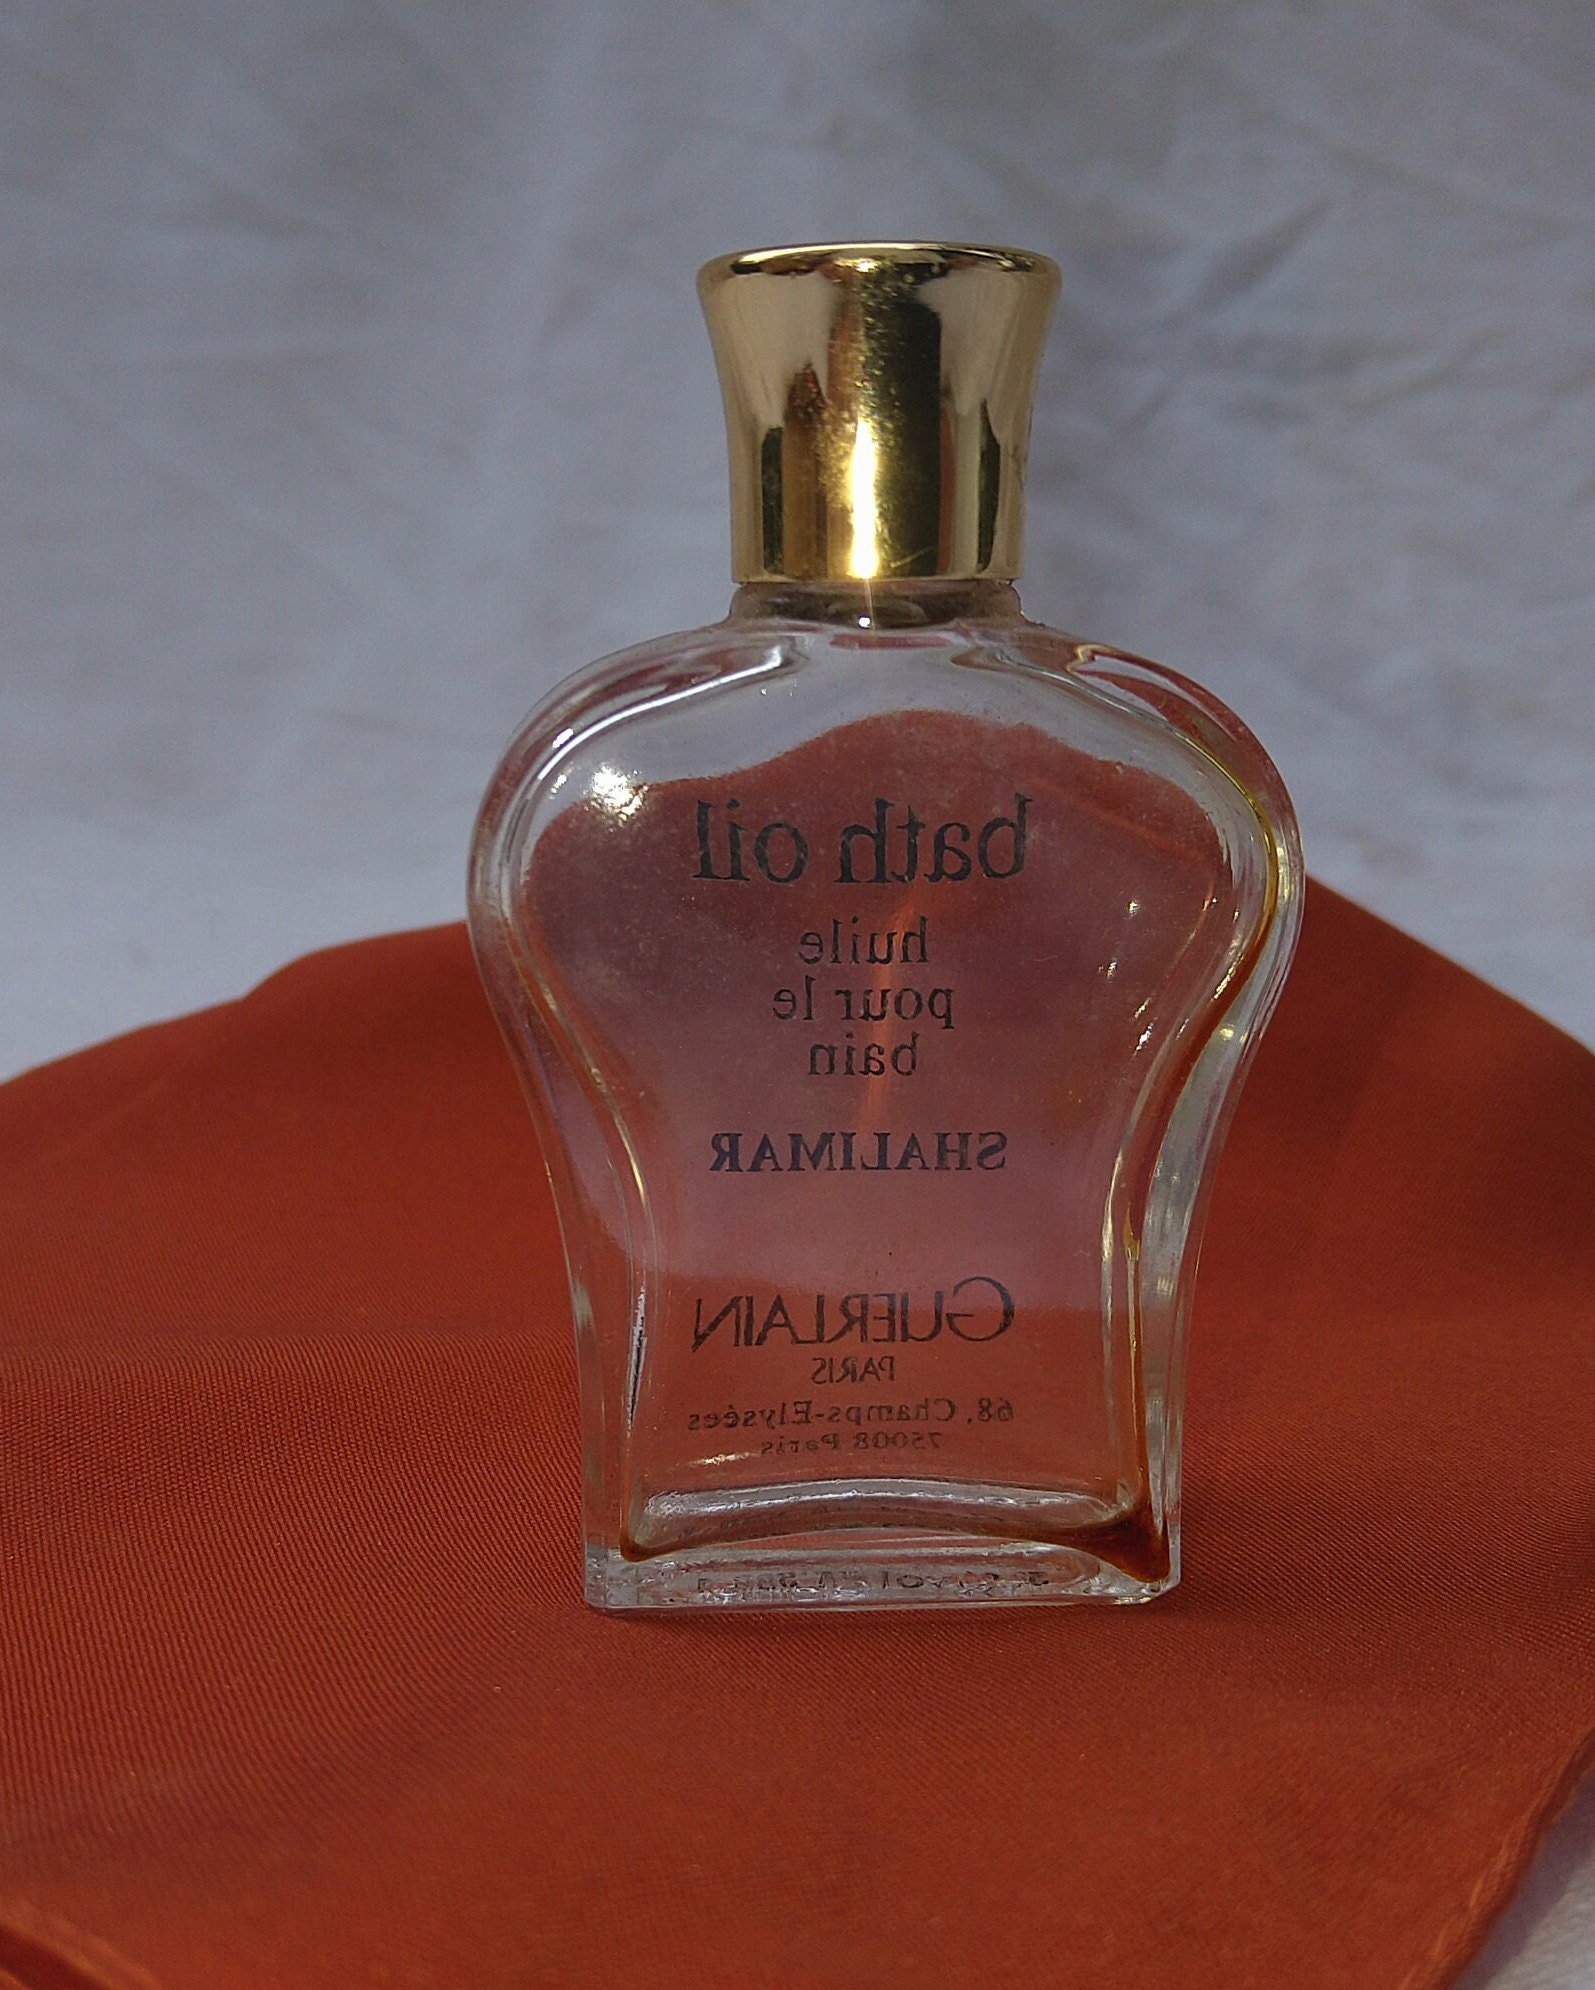 bath oil
huile
pour le
bain
SHALIMAR
GUERLAIN
PARIS
68, Champs-Elysées
75008 Paris